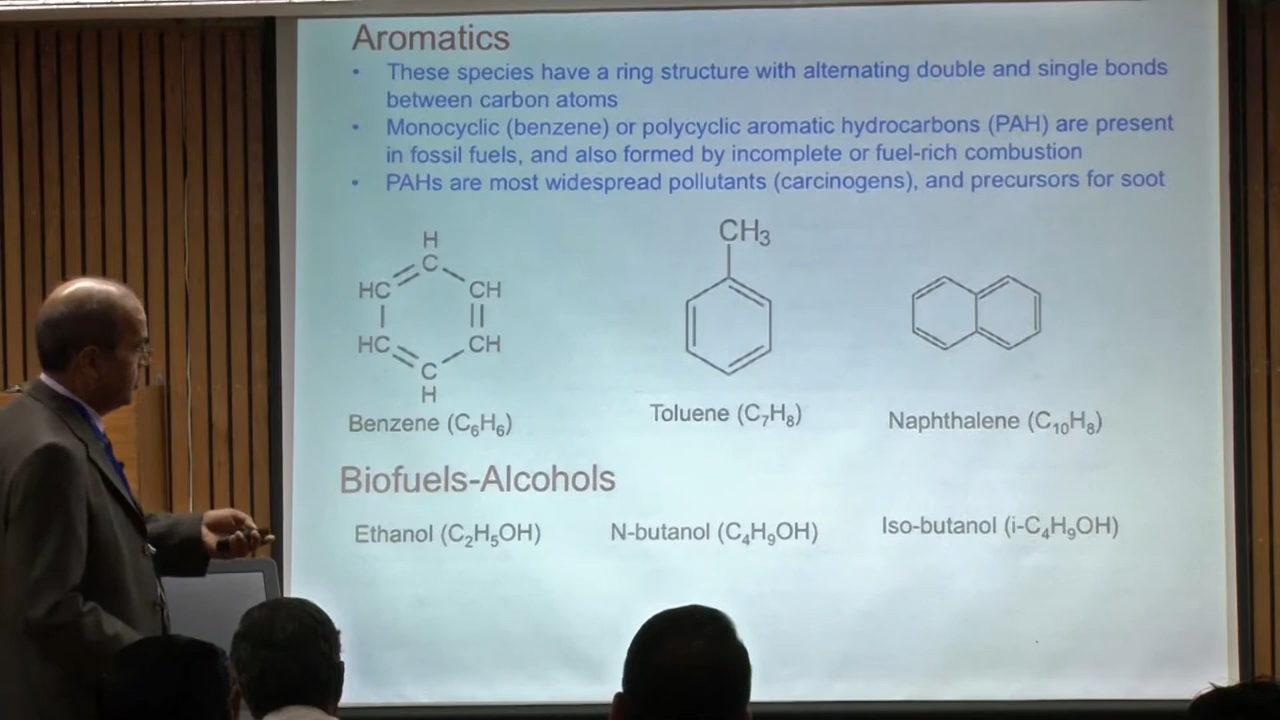 Aromatics
• These species have a ring structure with alternating double and single bonds
between carbon atoms
• Monocyclic (benzene) or polycyclic aromatic hydrocarbons (PAH) are present
in fossil fuels, and also formed by incomplete or fuel-rich combustion
• PAHs are most widespread pollutants (carcinogens), and precursors for soot
H
C
HC CH
HC CH
C
H
CH₃
Benzene (C₆H₆) Toluene (C₇H₈) Naphthalene (C₁₀H₈)
Biofuels-Alcohols
Ethanol (C₂H₅OH) N-butanol (C₄H₉OH) Iso-butanol (i-C₄H₉OH)